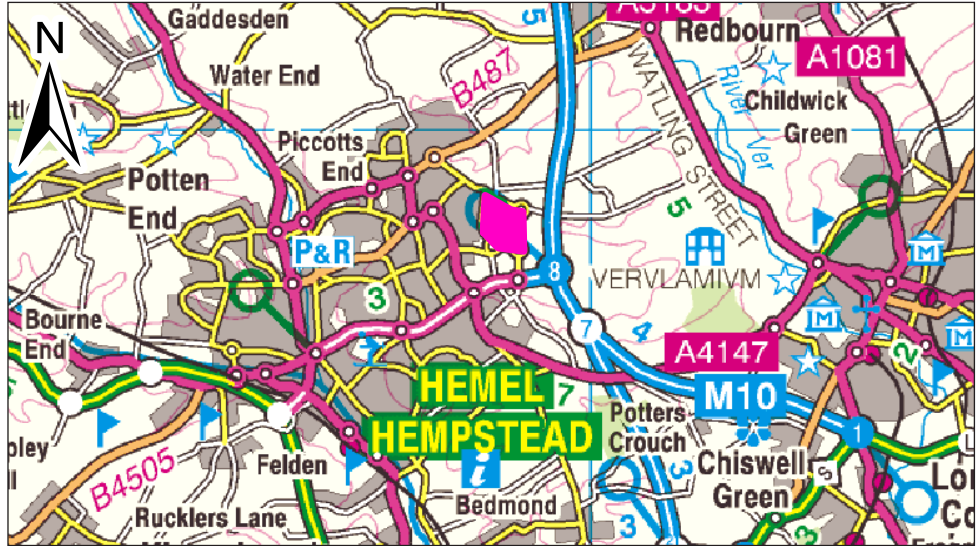 N
Gaddesden
5
A5183
Redbourn
A1081
Water End
B487
WATLING STREET
River Ver
Childwick
Green
Piccotts
End
Potten
End
5
P&R
8
VERVLAMIVM
3
Bourne
End
7
4
A4147
2
HEMEL
7
M10
HEMPSTEAD
Potters
Crouch
1
Felden
B4505
i
Bedmond
Chiswell
Green
S
3
3
3
Rucklers Lane
M
M
M